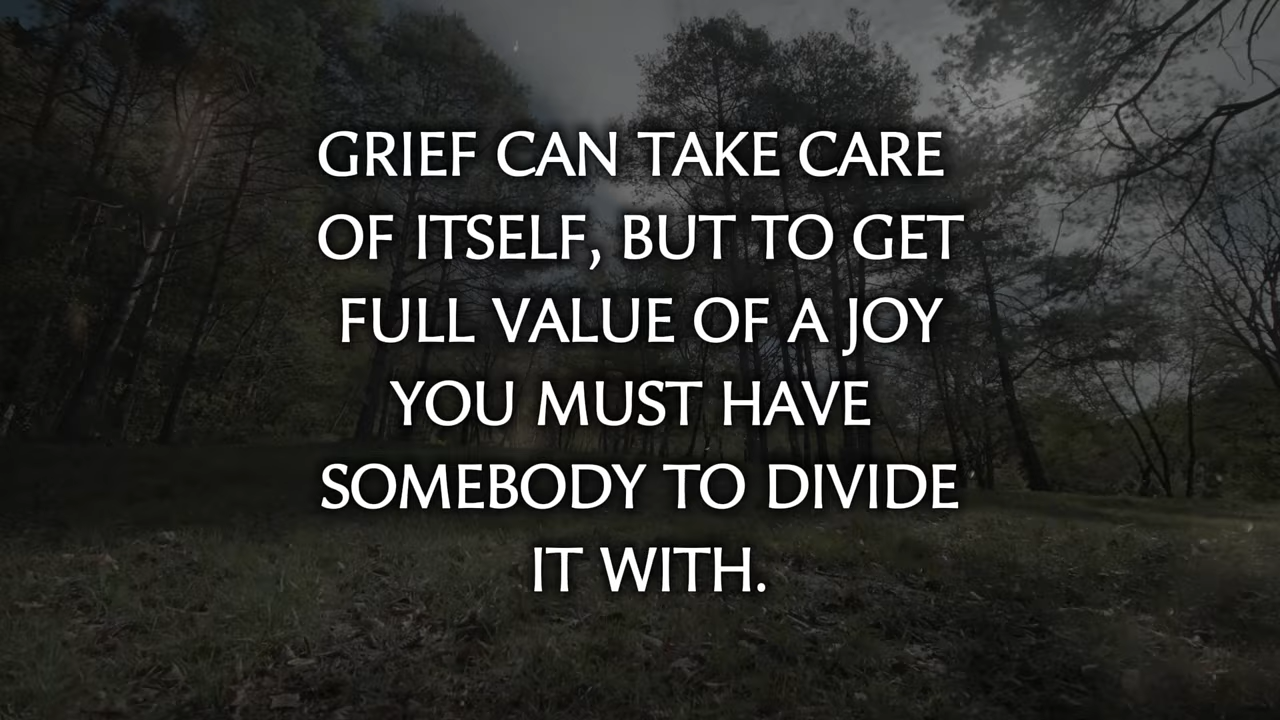 GRIEF CAN TAKE CARE
OF ITSELF, BUT TO GET
FULL VALUE OF A JOY
YOU MUST HAVE
SOMEBODY TO DIVIDE
IT WITH.